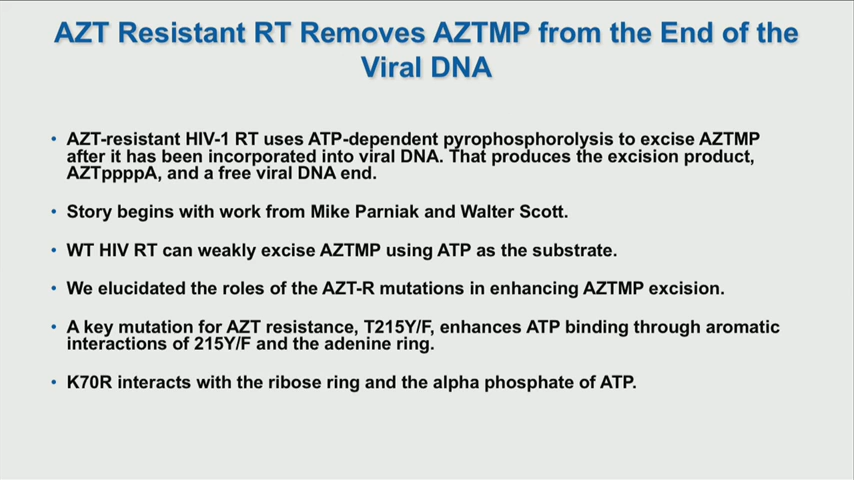 AZT Resistant RT Removes AZTMP from the End of the
Viral DNA
• AZT-resistant HIV-1 RT uses ATP-dependent pyrophosphorolysis to excise AZTMP
after it has been incorporated into viral DNA. That produces the excision product,
AZTppppA, and a free viral DNA end.
• Story begins with work from Mike Parniak and Walter Scott.
• WT HIV RT can weakly excise AZTMP using ATP as the substrate.
• We elucidated the roles of the AZT-R mutations in enhancing AZTMP excision.
• A key mutation for AZT resistance, T215Y/F, enhances ATP binding through aromatic
interactions of 215Y/F and the adenine ring.
• K70R interacts with the ribose ring and the alpha phosphate of ATP.